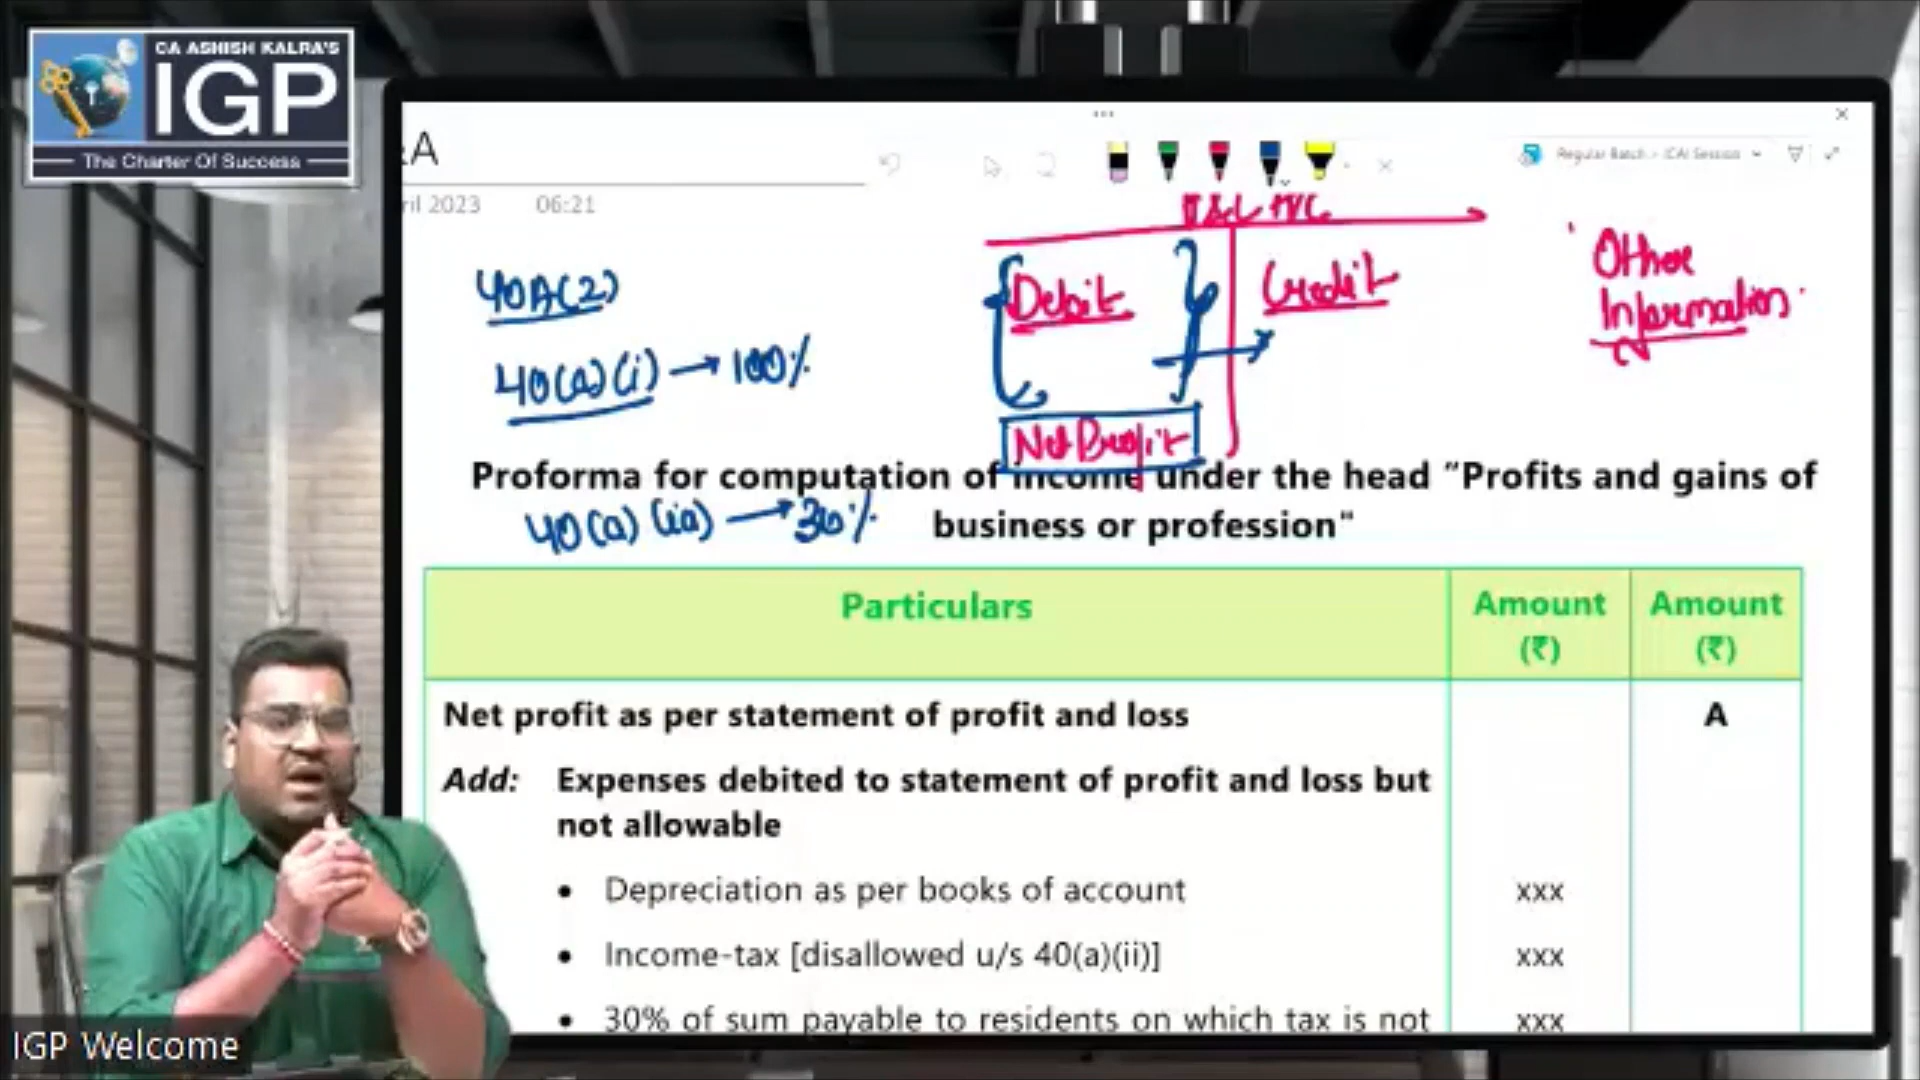 CA ASHISH KALRA'S
IGP
The Charter Of Success
&A
ril 2023 06:21
Regular Batch > ICAI Session
P&L A/C
40A(2)
Debit
Credit
Other
Information
40(a)(i) → 100%
Net Profit
Proforma for computation of income under the head "Profits and gains of
40(a)(ia) → 30%
business or profession"
Particulars
Amount
(₹)
Amount
(₹)
Net profit as per statement of profit and loss
A
Add: Expenses debited to statement of profit and loss but
not allowable
• Depreciation as per books of account
xxx
• Income-tax [disallowed u/s 40(a)(ii)]
xxx
• 30% of sum payable to residents on which tax is not
xxx
IGP Welcome